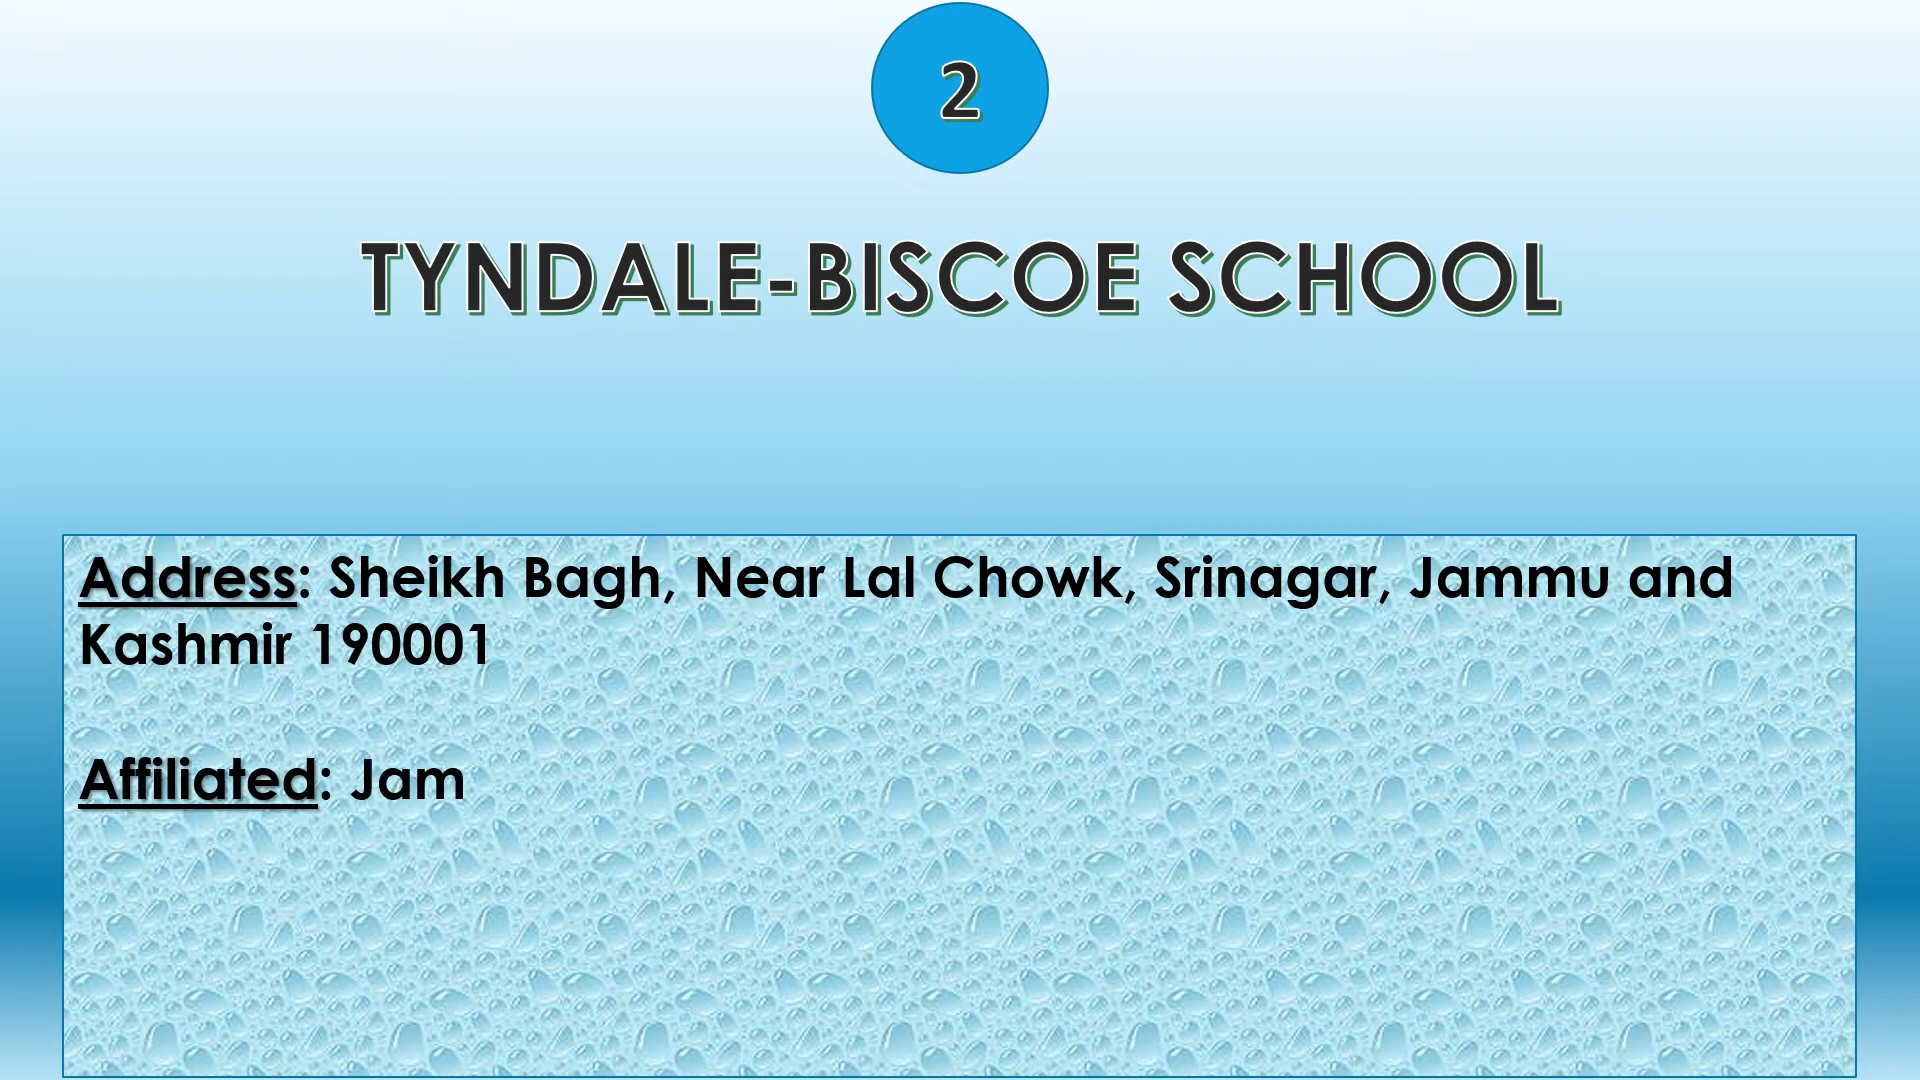 2
TYNDALE-BISCOE SCHOOL
Address: Sheikh Bagh, Near Lal Chowk, Srinagar, Jammu and
Kashmir 190001
Affiliated: Jam